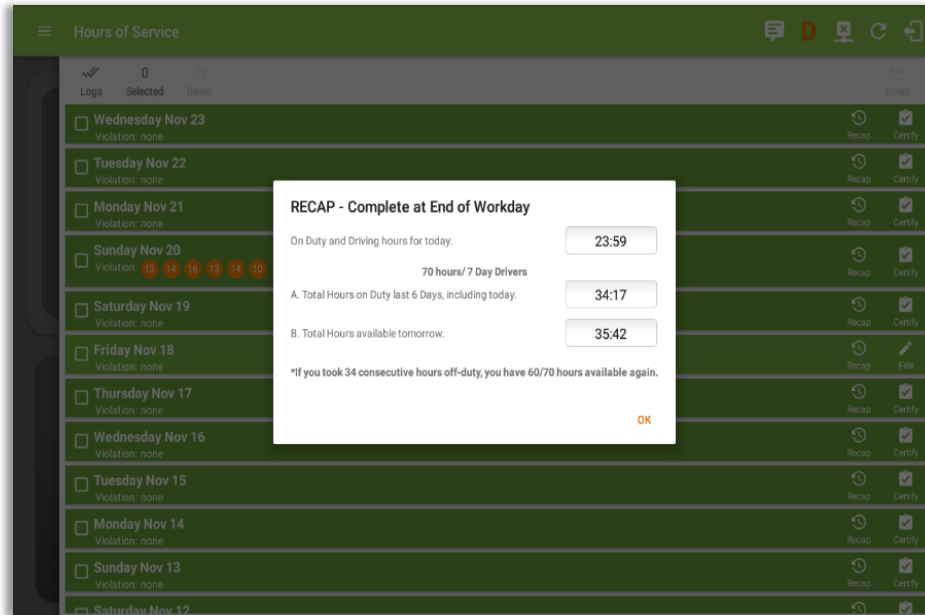 Hours of Service
D
0
Logs Selected Reset
Email
Wednesday Nov 23
Violation: none
Recap Certify
Tuesday Nov 22
Violation: none
Recap Certify
Monday Nov 21
Violation: none
Recap Certify
Sunday Nov 20
Violation: 13 14 16 13 14 10
Recap Certify
Saturday Nov 19
Violation: none
Recap Certify
Friday Nov 18
Violation: none
Recap Edit
Thursday Nov 17
Violation: none
Recap Certify
Wednesday Nov 16
Violation: none
Recap Certify
Tuesday Nov 15
Violation: none
Recap Certify
Monday Nov 14
Violation: none
Recap Certify
Sunday Nov 13
Violation: none
Recap Certify
Saturday Nov 12
RECAP - Complete at End of Workday
On Duty and Driving hours for today. 23:59
70 hours/ 7 Day Drivers
A. Total Hours on Duty last 6 Days, including today. 34:17
B. Total Hours available tomorrow. 35:42
*If you took 34 consecutive hours off-duty, you have 60/70 hours available again.
OK